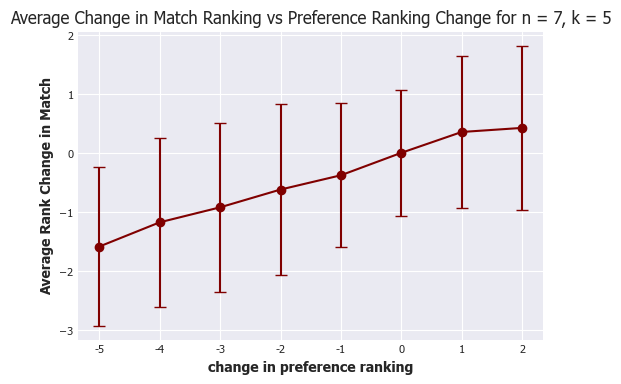 Average Change in Match Ranking vs Preference Ranking Change for n = 7, k = 5
Average Rank Change in Match
2
1
0
−1
−2
−3
-5 -4 -3 -2 -1 0 1 2
change in preference ranking